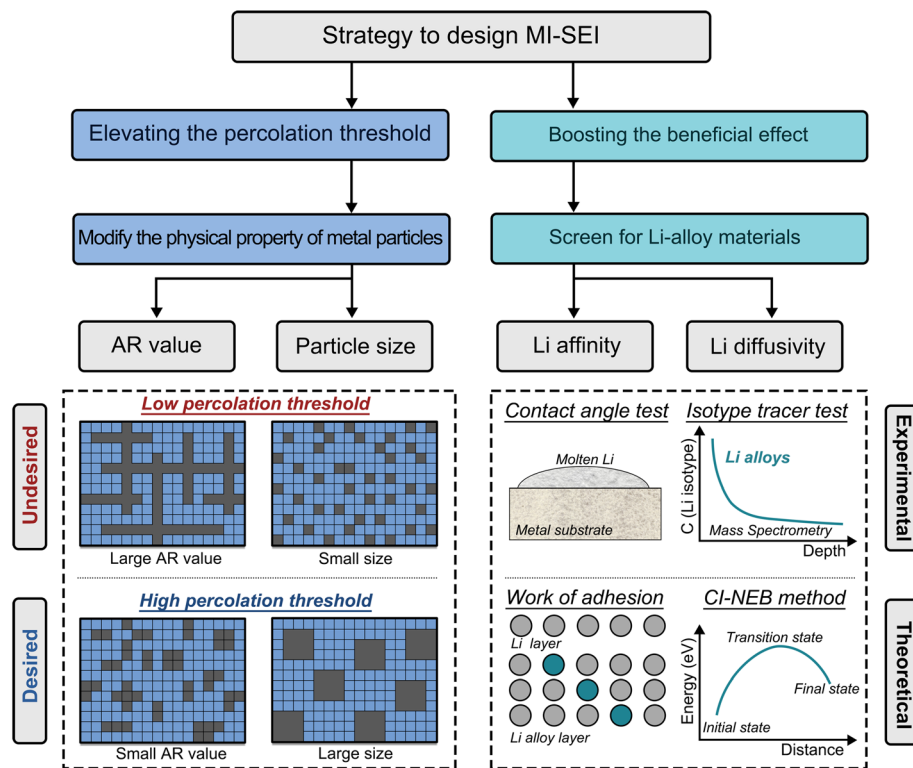 Strategy to design MI-SEI
Elevating the percolation threshold
Boosting the beneficial effect
Modify the physical property of metal particles
Screen for Li-alloy materials
AR value
Particle size
Li affinity
Li diffusivity
Undesired
Low percolation threshold
Large AR value
Small size
Contact angle test
Molten Li
Metal substrate
Isotype tracer test
Li alloys
C (Li isotype)
Mass Spectrometry
Depth
Experimental
Desired
High percolation threshold
Small AR value
Large size
Work of adhesion
Li layer
Li alloy layer
CI-NEB method
Energy (eV)
Transition state
Final state
Initial state
Distance
Theoretical